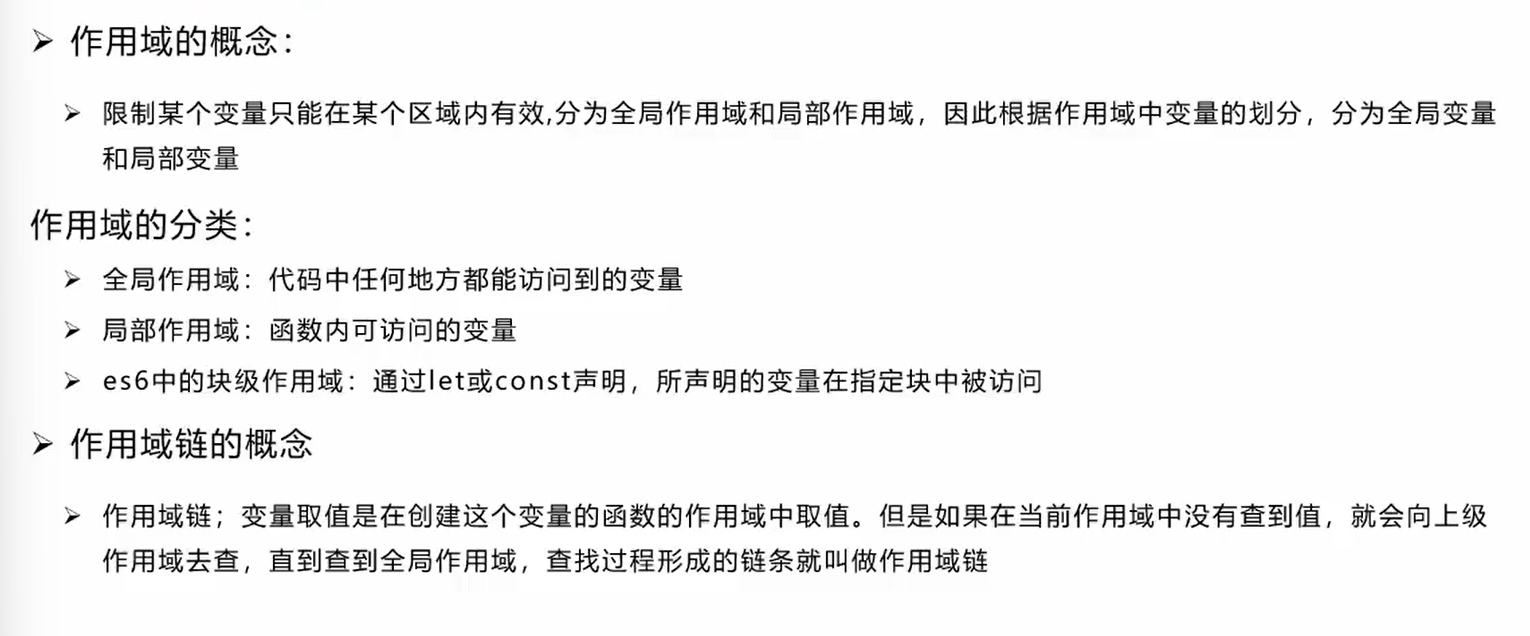 ➢ 作用域的概念：
➢ 限制某个变量只能在某个区域内有效,分为全局作用域和局部作用域，因此根据作用域中变量的划分，分为全局变量
和局部变量
作用域的分类：
➢ 全局作用域：代码中任何地方都能访问到的变量
➢ 局部作用域：函数内可访问的变量
➢ es6中的块级作用域：通过let或const声明，所声明的变量在指定块中被访问
➢ 作用域链的概念
➢ 作用域链；变量取值是在创建这个变量的函数的作用域中取值。但是如果在当前作用域中没有查到值，就会向上级
作用域去查，直到查到全局作用域，查找过程形成的链条就叫做作用域链